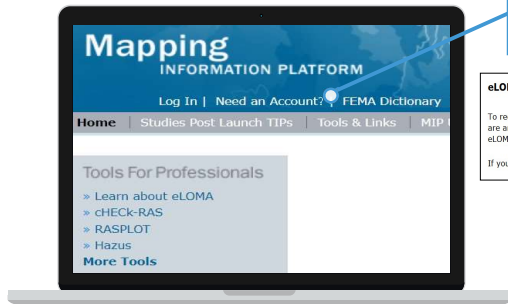 Mapping
INFORMATION PLATFORM
Log In | Need an Account? | FEMA Dictionary
Home | Studies Post Launch TIPs | Tools & Links | MIP
Tools For Professionals
» Learn about eLOMA
» cHECk-RAS
» RASPLOT
» Hazus
More Tools
To re
are a
eLOM
If you